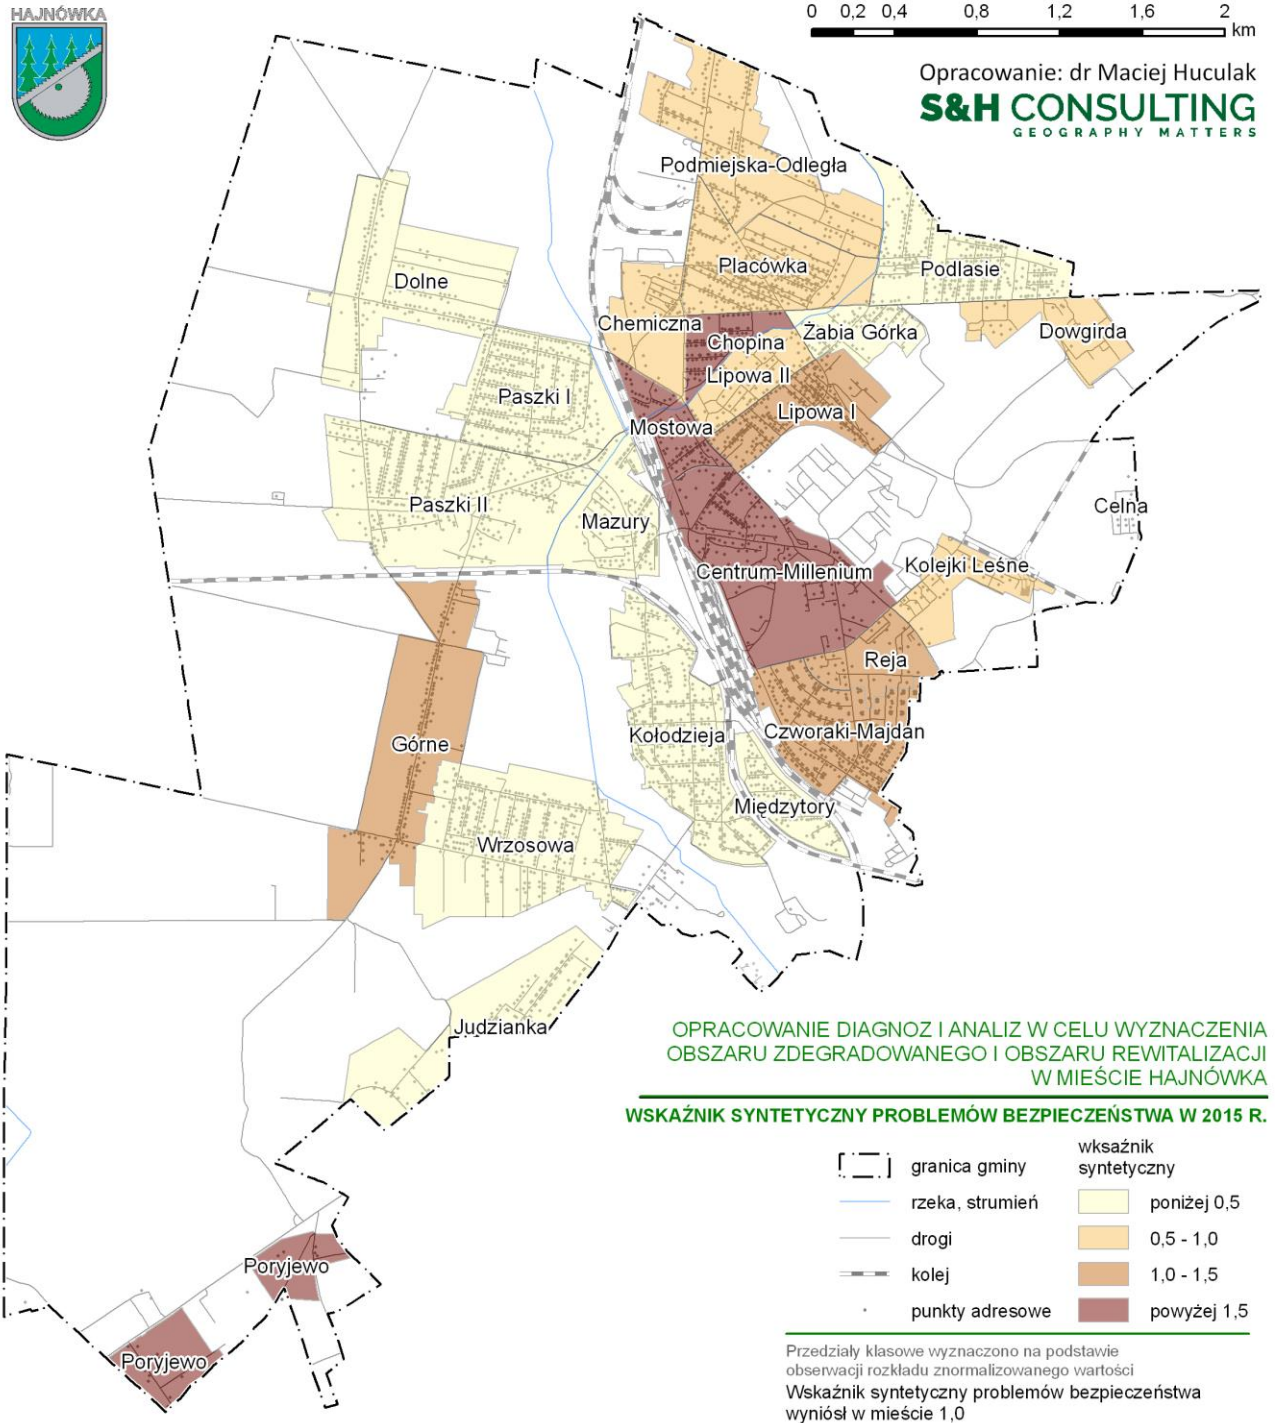 HAJNÓWKA
0 0,2 0,4 0,8 1,2 1,6 2
km
Opracowanie: dr Maciej Huculak
S&H CONSULTING
GEOGRAPHY MATTERS
Podmiejska-Odległa
Placówka
Podlasie
Dolne
Chemiczna
Chopina
Żabia Górka
Dowgirda
Lipowa II
Paszki I
Lipowa I
Mostowa
Paszki II
Mazury
Celna
Centrum-Millenium
Kolejki Leśne
Reja
Górne
Kołodzieja
Czworaki-Majdan
Międzytory
Wrzosowa
Judzianka
Poryjewo
Poryjewo
OPRACOWANIE DIAGNOZ I ANALIZ W CELU WYZNACZENIA
OBSZARU ZDEGRADOWANEGO I OBSZARU REWITALIZACJI
W MIEŚCIE HAJNÓWKA
WSKAŹNIK SYNTETYCZNY PROBLEMÓW BEZPIECZEŃSTWA W 2015 R.
granica gminy
rzeka, strumień
drogi
kolej
punkty adresowe
wksaźnik
syntetyczny
poniżej 0,5
0,5 - 1,0
1,0 - 1,5
powyżej 1,5
Przedziały klasowe wyznaczono na podstawie
obserwacji rozkładu znormalizowanego wartości
Wskaźnik syntetyczny problemów bezpieczeństwa
wyniósł w mieście 1,0